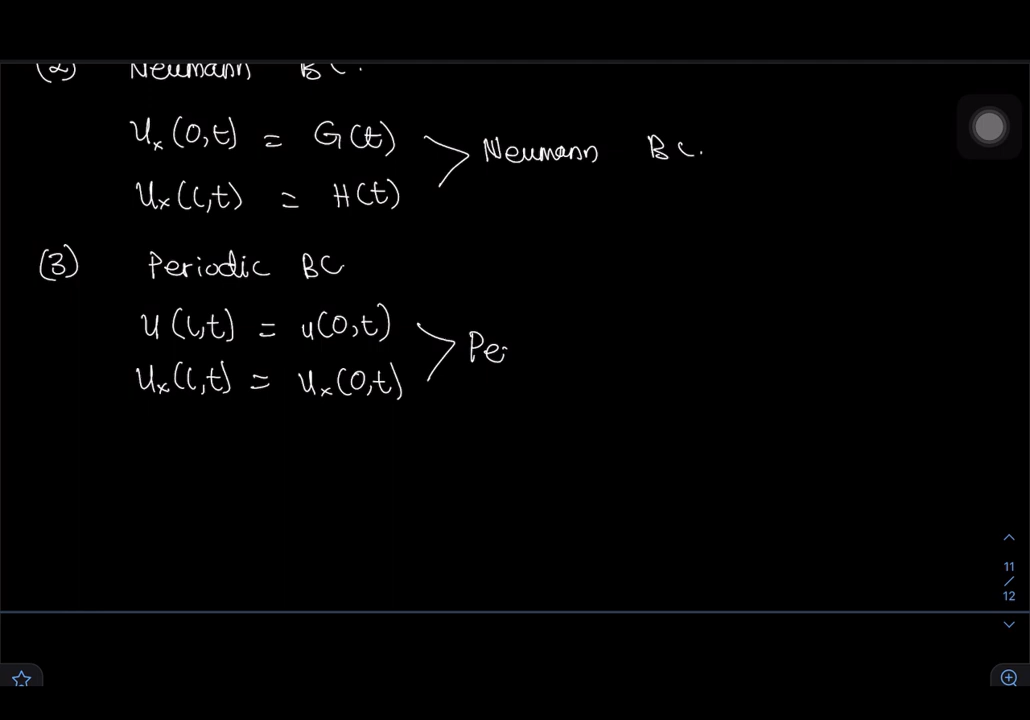 (2) Neumann BC.
Ux(0,t) = G(t)
Neumann BC.
Ux(l,t) = H(t)
(3) Periodic BC
U(l,t) = u(0,t)
Pe
Ux(l,t) = Ux(0,t)
11
/
12